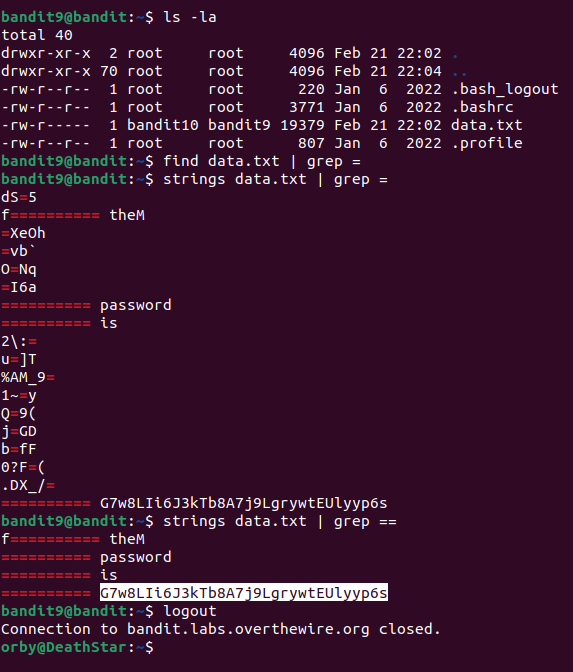 bandit9@bandit:~$ ls -la
total 40
drwxr-xr-x  2 root     root      4096 Feb 21 22:02 .
drwxr-xr-x 70 root     root      4096 Feb 21 22:04 ..
-rw-r--r--  1 root     root       220 Jan  6  2022 .bash_logout
-rw-r--r--  1 root     root      3771 Jan  6  2022 .bashrc
-rw-r-----  1 bandit10 bandit9  19379 Feb 21 22:02 data.txt
-rw-r--r--  1 root     root       807 Jan  6  2022 .profile
bandit9@bandit:~$ find data.txt | grep =
bandit9@bandit:~$ strings data.txt | grep =
dS=5
f========== theM
=XeOh
=vb`
O=Nq
=I6a
========== password
========== is
2\:=
u=]T
%AM_9=
1~=y
Q=9(
j=GD
b=fF
0?F=(
.DX_/=
========== G7w8LIi6J3kTb8A7j9LgrywtEUlyyp6s
bandit9@bandit:~$ strings data.txt | grep ==
f========== theM
========== password
========== is
========== G7w8LIi6J3kTb8A7j9LgrywtEUlyyp6s
bandit9@bandit:~$ logout
Connection to bandit.labs.overthewire.org closed.
orby@DeathStar:~$